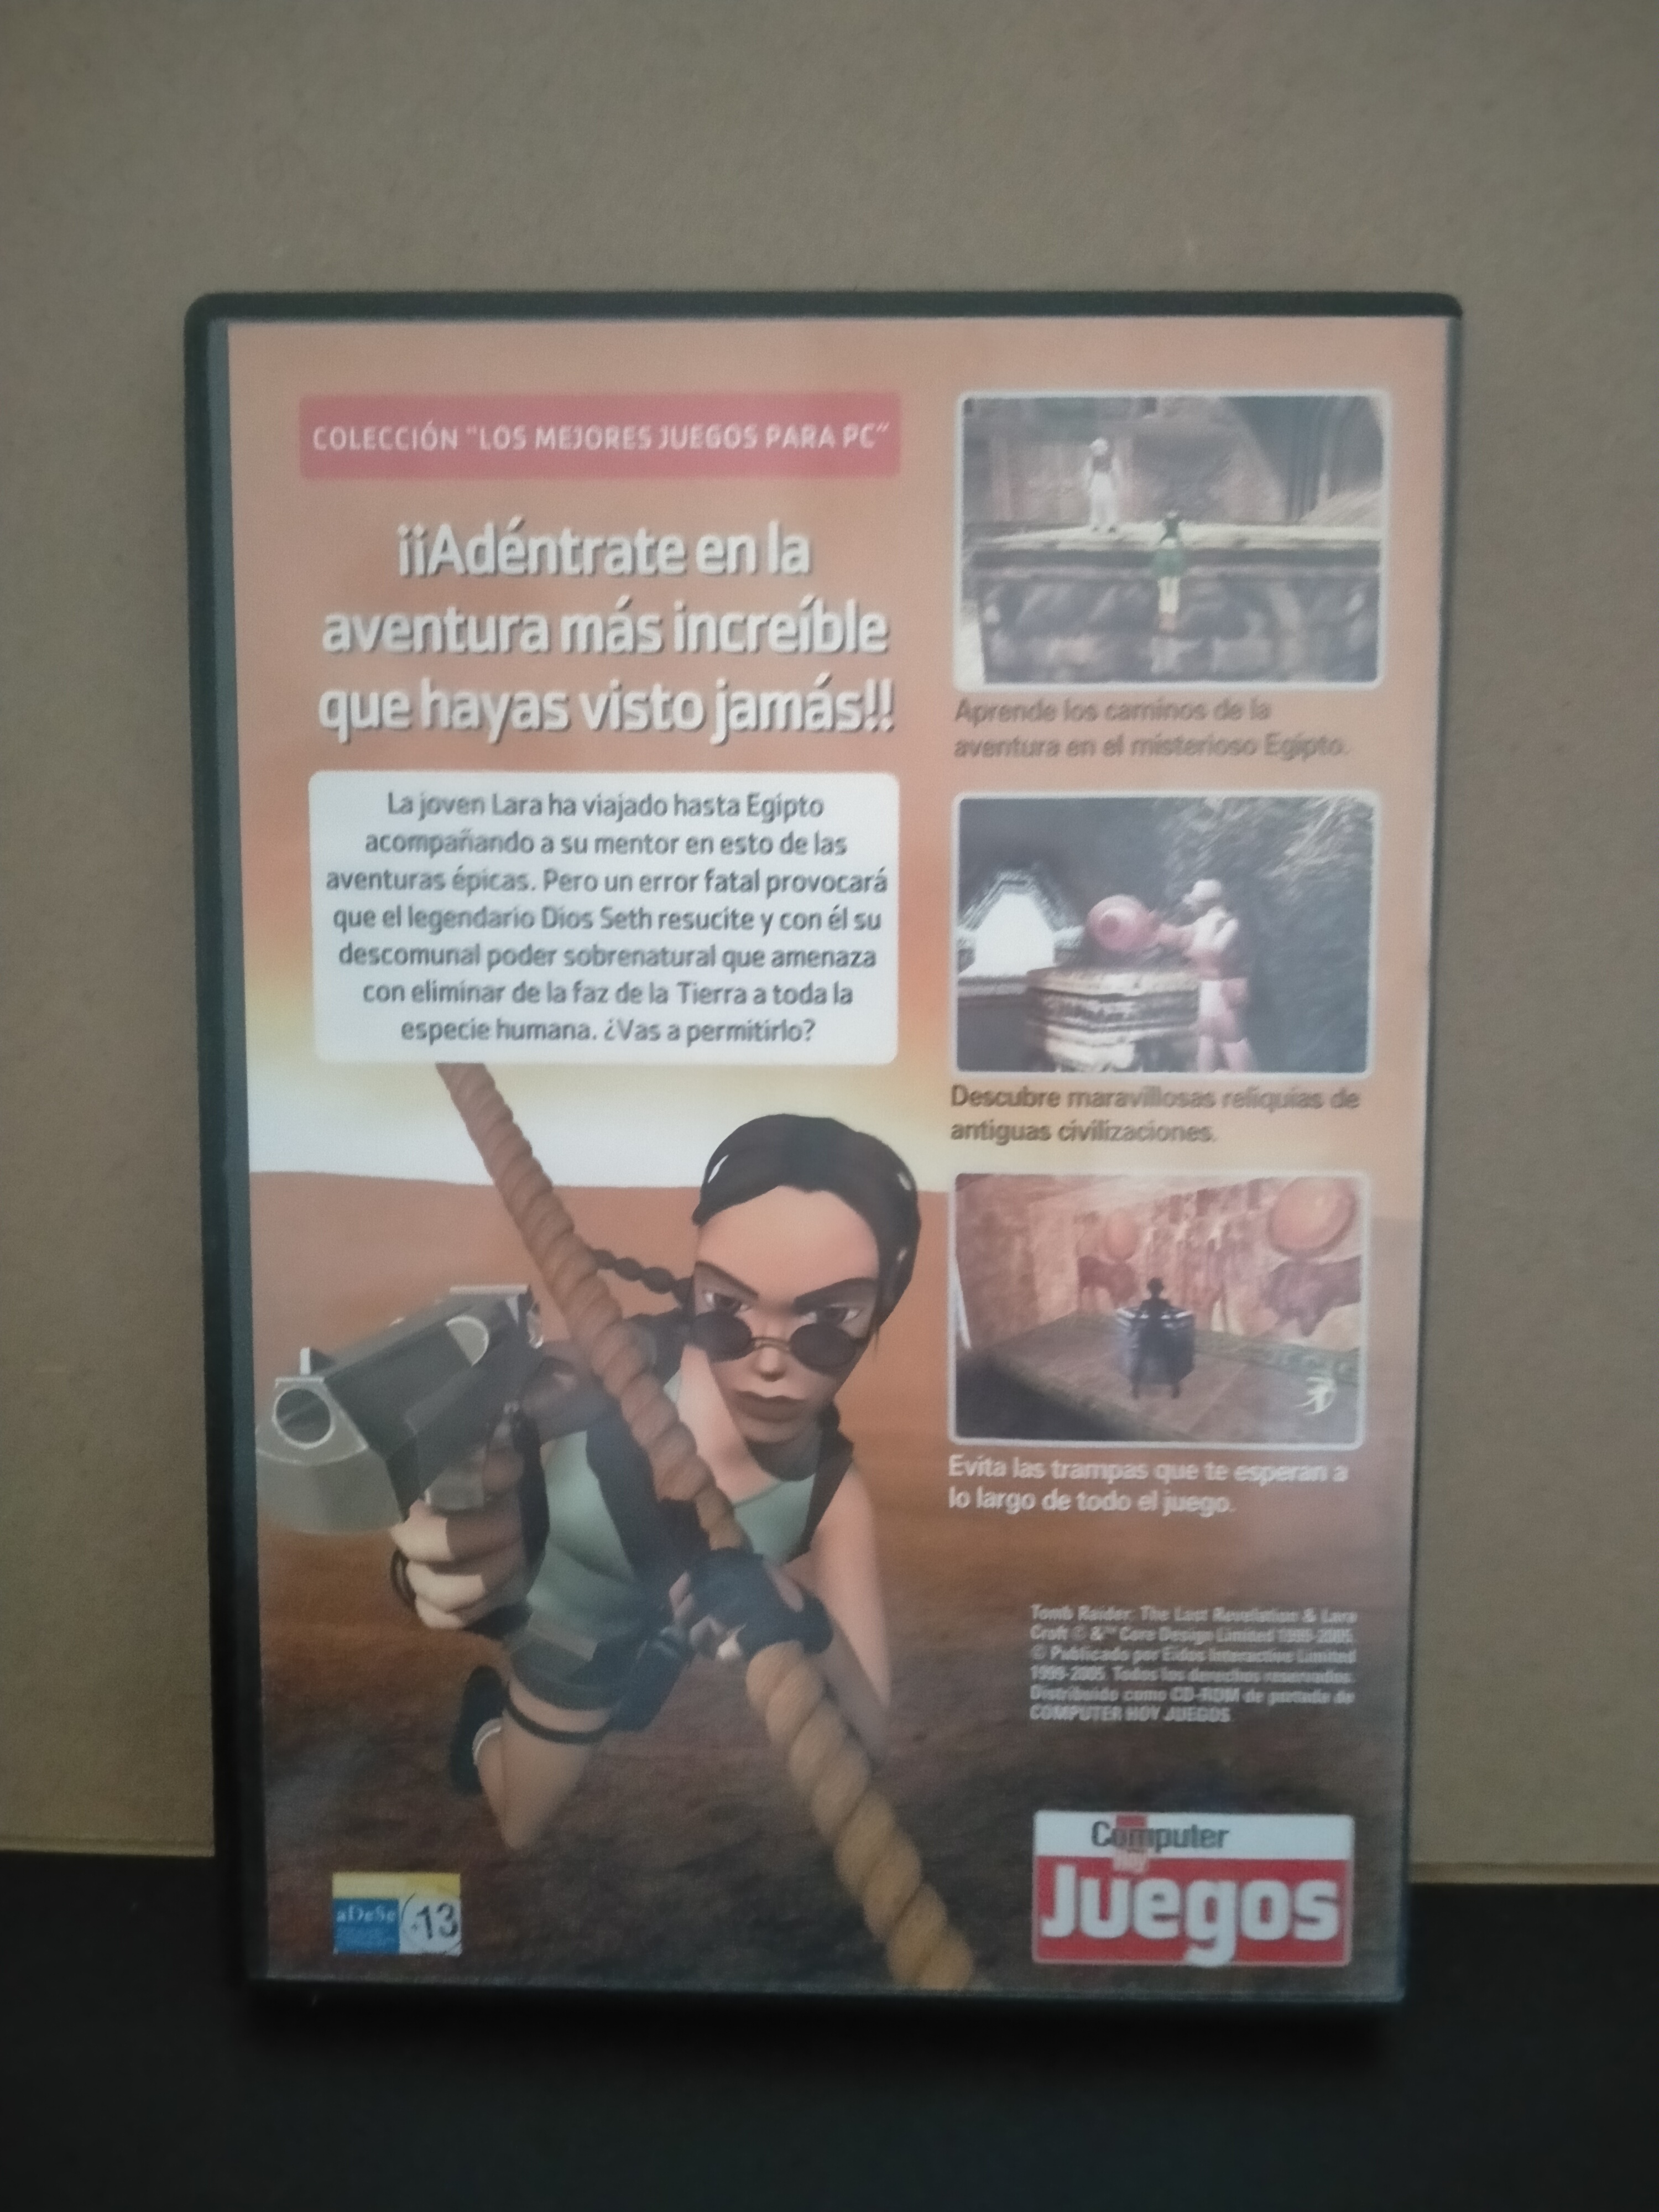 COLECCIÓN "LOS MEJORES JUEGOS PARA PC"
¡¡Adéntrate en la
aventura más increíble
que hayas visto jamás!!
La joven Lara ha viajado hasta Egipto
acompañando a su mentor en esto de las
aventuras épicas. Pero un error fatal provocará
que el legendario Dios Seth resucite y con él su
descomunal poder sobrenatural que amenaza
con eliminar de la faz de la Tierra a toda la
especie humana. ¿Vas a permitirlo?
Aprende los caminos de la
aventura en el misterioso Egipto.
Descubre maravillosas reliquias de
antiguas civilizaciones.
Evita las trampas que te esperan a
lo largo de todo el juego.
Tomb Raider: The Last Revelation & Lara
Croft © &™ Core Design Limited 1995-2005.
© Publicado por Eidos Interactive Limited
1999-2005. Todos los derechos reservados.
Distribuido como CD-ROM de portada de
COMPUTER HOY JUEGOS
aDeSe +13
Computer
hoy
Juegos